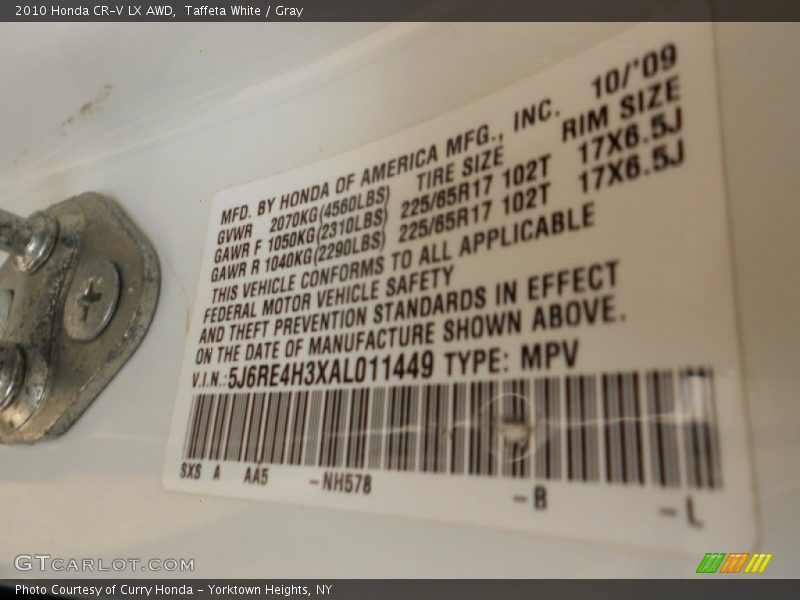 2010 Honda CR-V LX AWD,  Taffeta White / Gray
MFD. BY HONDA OF AMERICA MFG., INC. 10/'09
GVWR 2070KG(4560LBS) TIRE SIZE RIM SIZE
GAWR F 1050KG(2310LBS) 225/65R17 102T 17X6.5J
GAWR R 1040KG(2290LBS) 225/65R17 102T 17X6.5J
THIS VEHICLE CONFORMS TO ALL APPLICABLE
FEDERAL MOTOR VEHICLE SAFETY
AND THEFT PREVENTION STANDARDS IN EFFECT
ON THE DATE OF MANUFACTURE SHOWN ABOVE.
V.I.N.:5J6RE4H3XAL011449 TYPE: MPV
SXS A AA5 -NH578 -B -L
GTCARLOT.COM
Photo Courtesy of Curry Honda - Yorktown Heights, NY